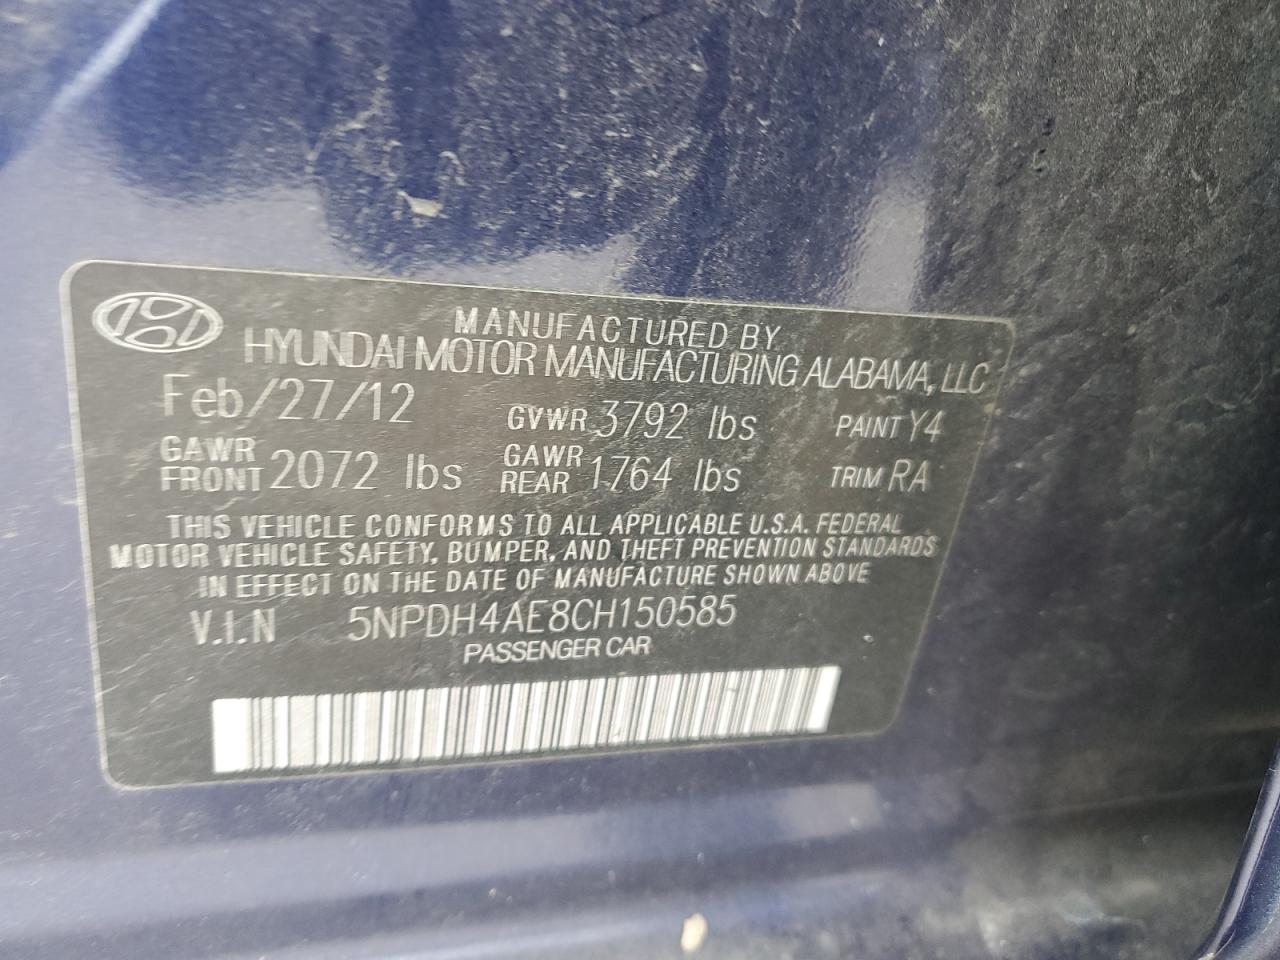 MANUFACTURED BY
HYUNDAI MOTOR MANUFACTURING ALABAMA, LLC
Feb/27/12 GVWR 3792 lbs PAINT Y4
GAWR FRONT 2072 lbs GAWR REAR 1764 lbs TRIM RA
THIS VEHICLE CONFORMS TO ALL APPLICABLE U.S.A. FEDERAL
MOTOR VEHICLE SAFETY, BUMPER, AND THEFT PREVENTION STANDARDS
IN EFFECT ON THE DATE OF MANUFACTURE SHOWN ABOVE
V.I.N 5NPDH4AE8CH150585
PASSENGER CAR